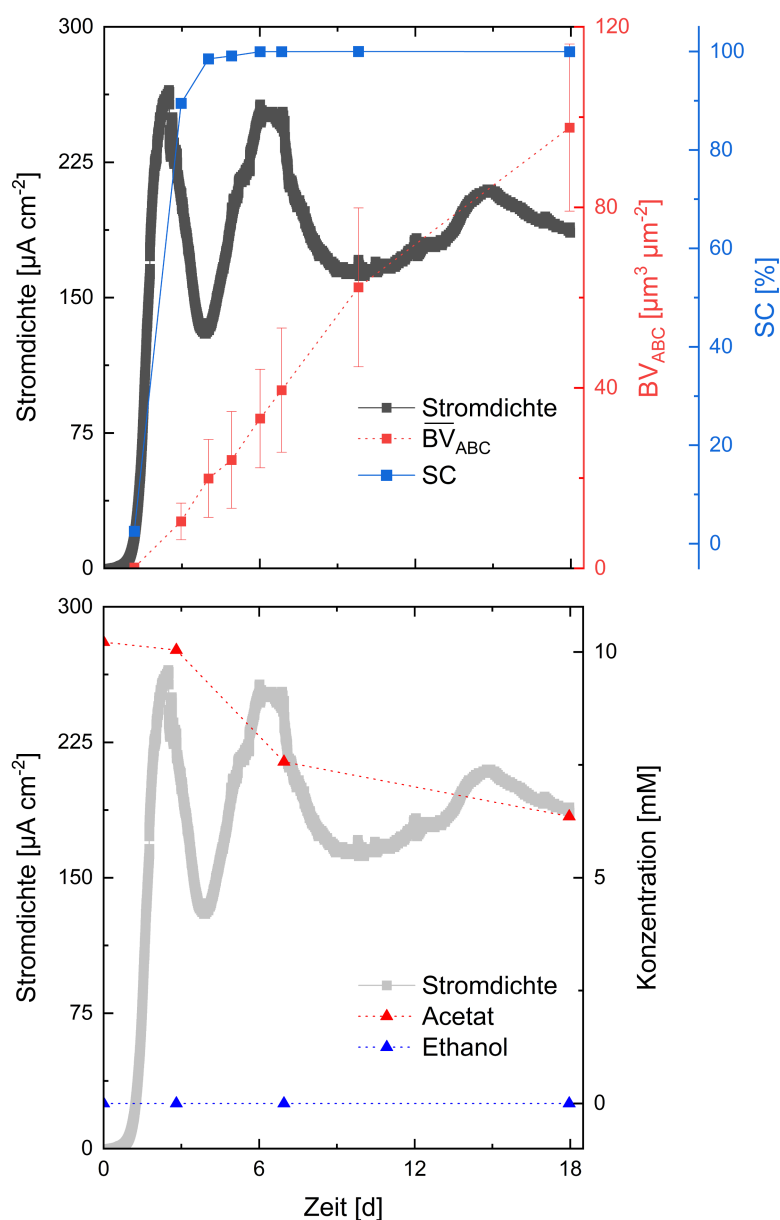 300
225
150
75
0
Stromdichte [µA cm⁻²]
120
80
40
0
BV_ABC [µm³ µm⁻²]
100
80
60
40
20
0
SC [%]
Stromdichte
B̅V̅_ABC
SC
300
225
150
75
0
Stromdichte [µA cm⁻²]
10
5
0
Konzentration [mM]
Stromdichte
Acetat
Ethanol
0
6
12
18
Zeit [d]